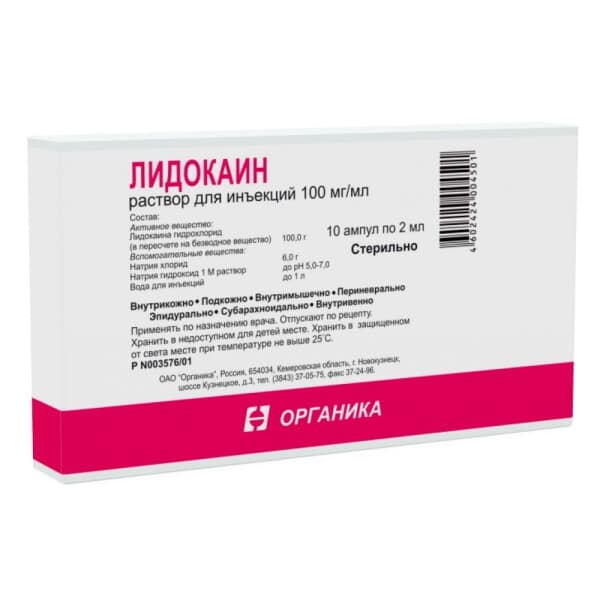 ЛИДОКАИН
раствор для инъекций 100 мг/мл
Состав:
Активное вещество:
Лидокаина гидрохлорид
(в пересчете на безводное вещество) 100,0 г
Вспомогательные вещества:
Натрия хлорид 6,0 г
Натрия гидроксид 1 М раствор до pH 5,0-7,0
Вода для инъекций до 1 л
10 ампул по 2 мл
Стерильно
4602424004501
Внутрикожно • Подкожно • Внутримышечно • Периневрально
Эпидурально • Субарахноидально • Внутривенно
Применять по назначению врача. Отпускают по рецепту.
Хранить в недоступном для детей месте. Хранить в защищенном
от света месте при температуре не выше 25°С.
Р N003576/01
ОАО "Органика", Россия, 654034, Кемеровская область, г. Новокузнецк,
шоссе Кузнецкое, д.3, тел. (3843) 37-05-75, факс 37-24-96.
ОРГАНИКА